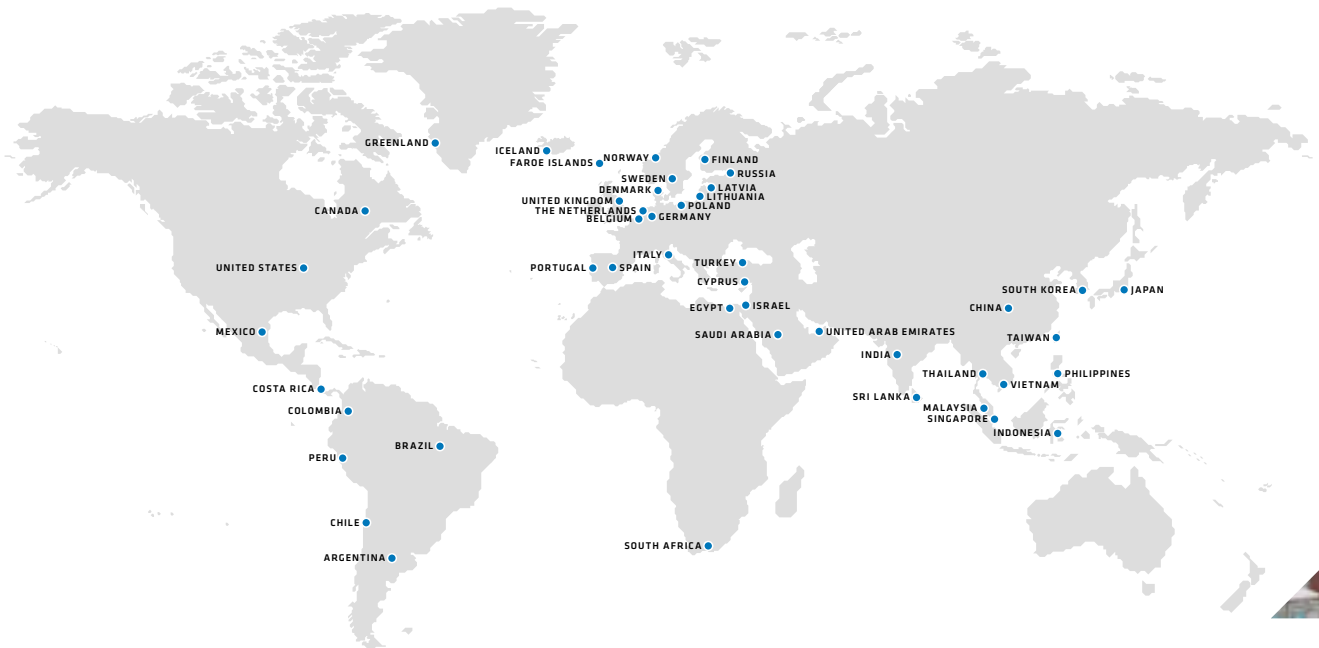 GREENLAND
ICELAND
FAROE ISLANDS
NORWAY
FINLAND
RUSSIA
SWEDEN
LATVIA
DENMARK
LITHUANIA
UNITED KINGDOM
POLAND
THE NETHERLANDS
BELGIUM
GERMANY
CANADA
UNITED STATES
PORTUGAL
SPAIN
ITALY
TURKEY
CYPRUS
EGYPT
ISRAEL
SAUDI ARABIA
UNITED ARAB EMIRATES
SOUTH KOREA
JAPAN
CHINA
TAIWAN
INDIA
THAILAND
PHILIPPINES
VIETNAM
SRI LANKA
MALAYSIA
SINGAPORE
INDONESIA
MEXICO
COSTA RICA
COLOMBIA
BRAZIL
PERU
CHILE
ARGENTINA
SOUTH AFRICA